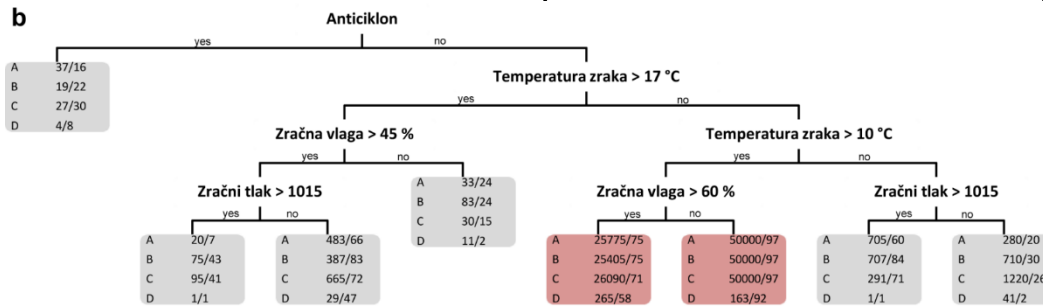 b
Anticiklon
yes no
A 37/16
B 19/22
C 27/30
D 4/8
Temperatura zraka > 17 °C
yes no
Zračna vlaga > 45 %
yes no
Temperatura zraka > 10 °C
yes no
Zračni tlak > 1015
yes no
A 33/24
B 83/24
C 30/15
D 11/2
Zračna vlaga > 60 %
yes no
Zračni tlak > 1015
yes no
A 20/7
B 75/43
C 95/41
D 1/1
A 483/66
B 387/83
C 665/72
D 29/47
A 25775/75
B 25405/75
C 26090/71
D 265/58
A 50000/97
B 50000/97
C 50000/97
D 163/92
A 705/60
B 707/84
C 291/71
D 1/1
A 280/20
B 710/30
C 1220/26
D 41/2